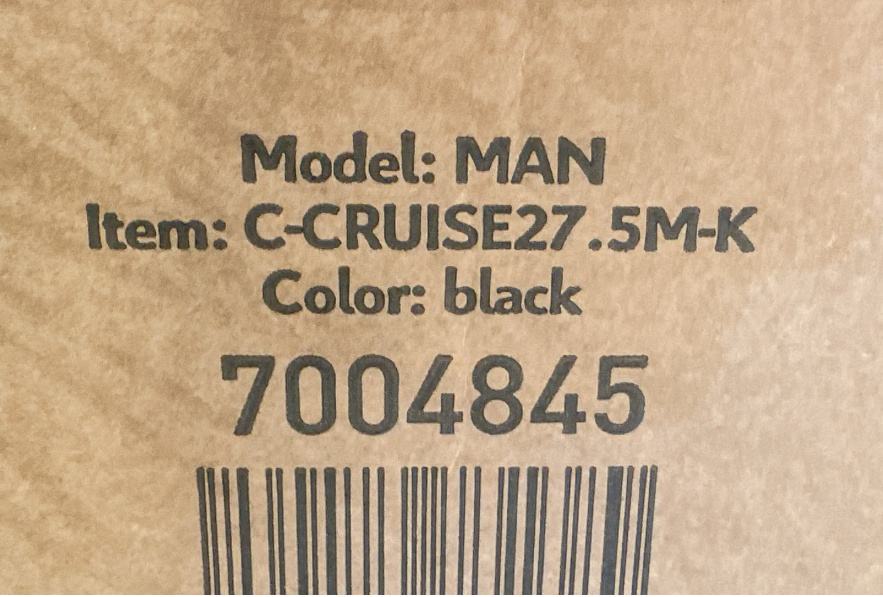 Model: MAN
Item: C-CRUISE27.5M-K
Color: black
7004845